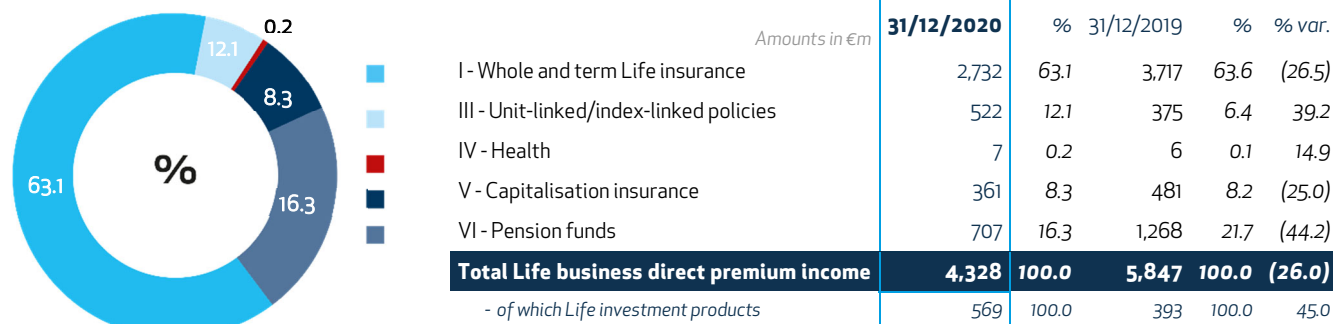 0.2
12.1
8.3
%
63.1
16.3
Amounts in €m 31/12/2020 % 31/12/2019 % % var.
I - Whole and term Life insurance 2,732 63.1 3,717 63.6 (26.5)
III - Unit-linked/index-linked policies 522 12.1 375 6.4 39.2
IV - Health 7 0.2 6 0.1 14.9
V - Capitalisation insurance 361 8.3 481 8.2 (25.0)
VI - Pension funds 707 16.3 1,268 21.7 (44.2)
Total Life business direct premium income 4,328 100.0 5,847 100.0 (26.0)
- of which Life investment products 569 100.0 393 100.0 45.0